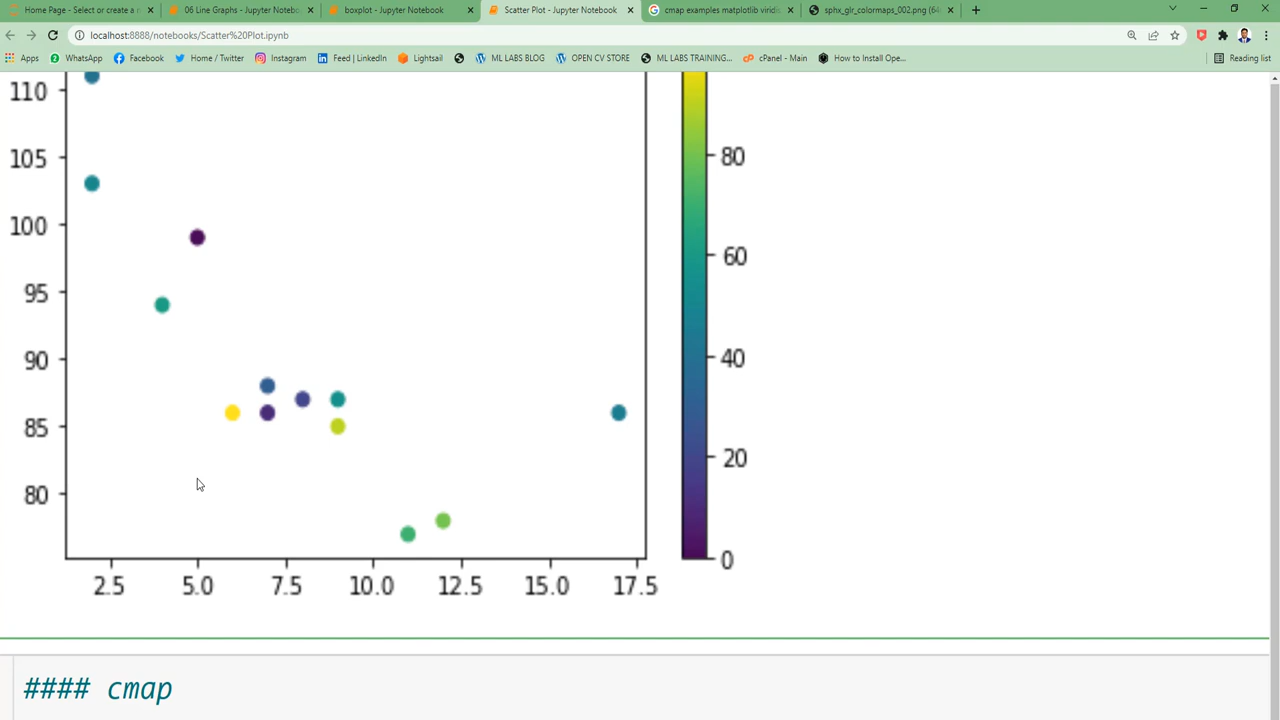 Home Page - Select or create a n
06 Line Graphs - Jupyter Notebo
boxplot - Jupyter Notebook
Scatter Plot - Jupyter Notebook
cmap examples matplotlib viridis
sphx_glr_colormaps_002.png (64
localhost:8888/notebooks/Scatter%20Plot.ipynb
Apps
WhatsApp
Facebook
Home / Twitter
Instagram
Feed | LinkedIn
Lightsail
ML LABS BLOG
OPEN CV STORE
ML LABS TRAINING...
cPanel - Main
How to Install Ope...
Reading list
110
105
100
95
90
85
80
2.5 5.0 7.5 10.0 12.5 15.0 17.5
80
60
40
20
0
#### cmap